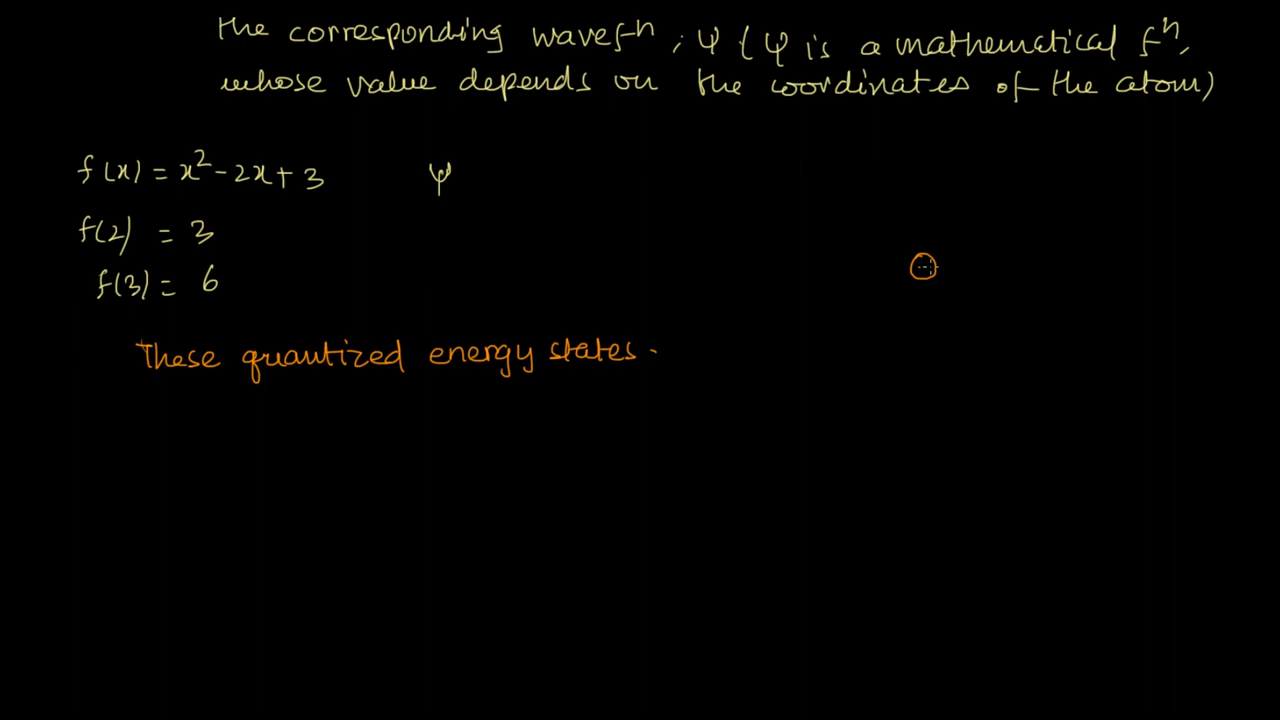 the corresponding wavefⁿ, ψ (ψ is a mathematical fⁿ,
whose value depends on the coordinates of the atom)
f(x) = x² - 2x + 3 ψ
f(2) = 3
f(3) = 6
These quantized energy states.